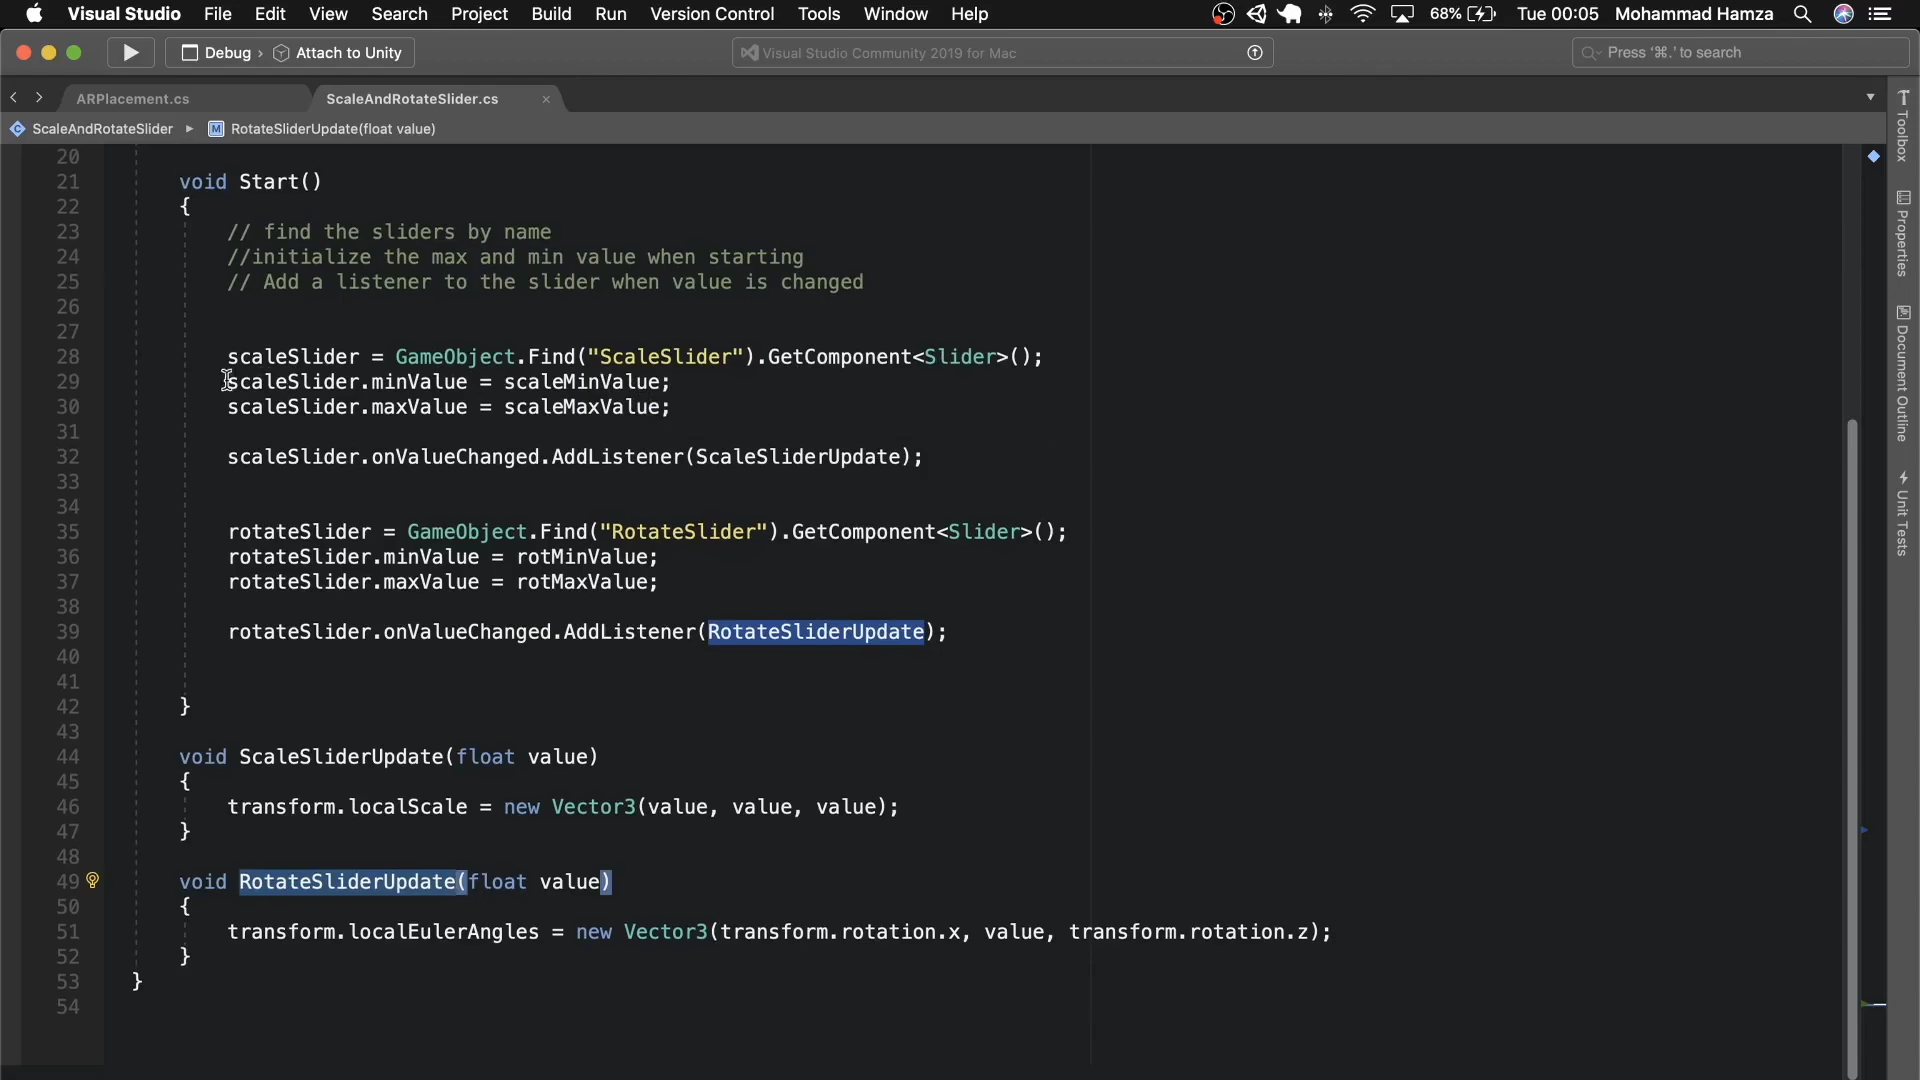 Visual Studio File Edit View Search Project Build Run Version Control Tools Window Help 68% Tue 00:05 Mohammad Hamza
Debug › Attach to Unity Visual Studio Community 2019 for Mac Press '⌘.' to search
ARPlacement.cs ScaleAndRotateSlider.cs
ScaleAndRotateSlider RotateSliderUpdate(float value)
20
21 void Start()
22 {
23 // find the sliders by name
24 //initialize the max and min value when starting
25 // Add a listener to the slider when value is changed
26
27
28 scaleSlider = GameObject.Find("ScaleSlider").GetComponent<Slider>();
29 scaleSlider.minValue = scaleMinValue;
30 scaleSlider.maxValue = scaleMaxValue;
31
32 scaleSlider.onValueChanged.AddListener(ScaleSliderUpdate);
33
34
35 rotateSlider = GameObject.Find("RotateSlider").GetComponent<Slider>();
36 rotateSlider.minValue = rotMinValue;
37 rotateSlider.maxValue = rotMaxValue;
38
39 rotateSlider.onValueChanged.AddListener(RotateSliderUpdate);
40
41
42 }
43
44 void ScaleSliderUpdate(float value)
45 {
46 transform.localScale = new Vector3(value, value, value);
47 }
48
49 void RotateSliderUpdate(float value)
50 {
51 transform.localEulerAngles = new Vector3(transform.rotation.x, value, transform.rotation.z);
52 }
53 }
54
Toolbox
Properties
Document Outline
Unit Tests